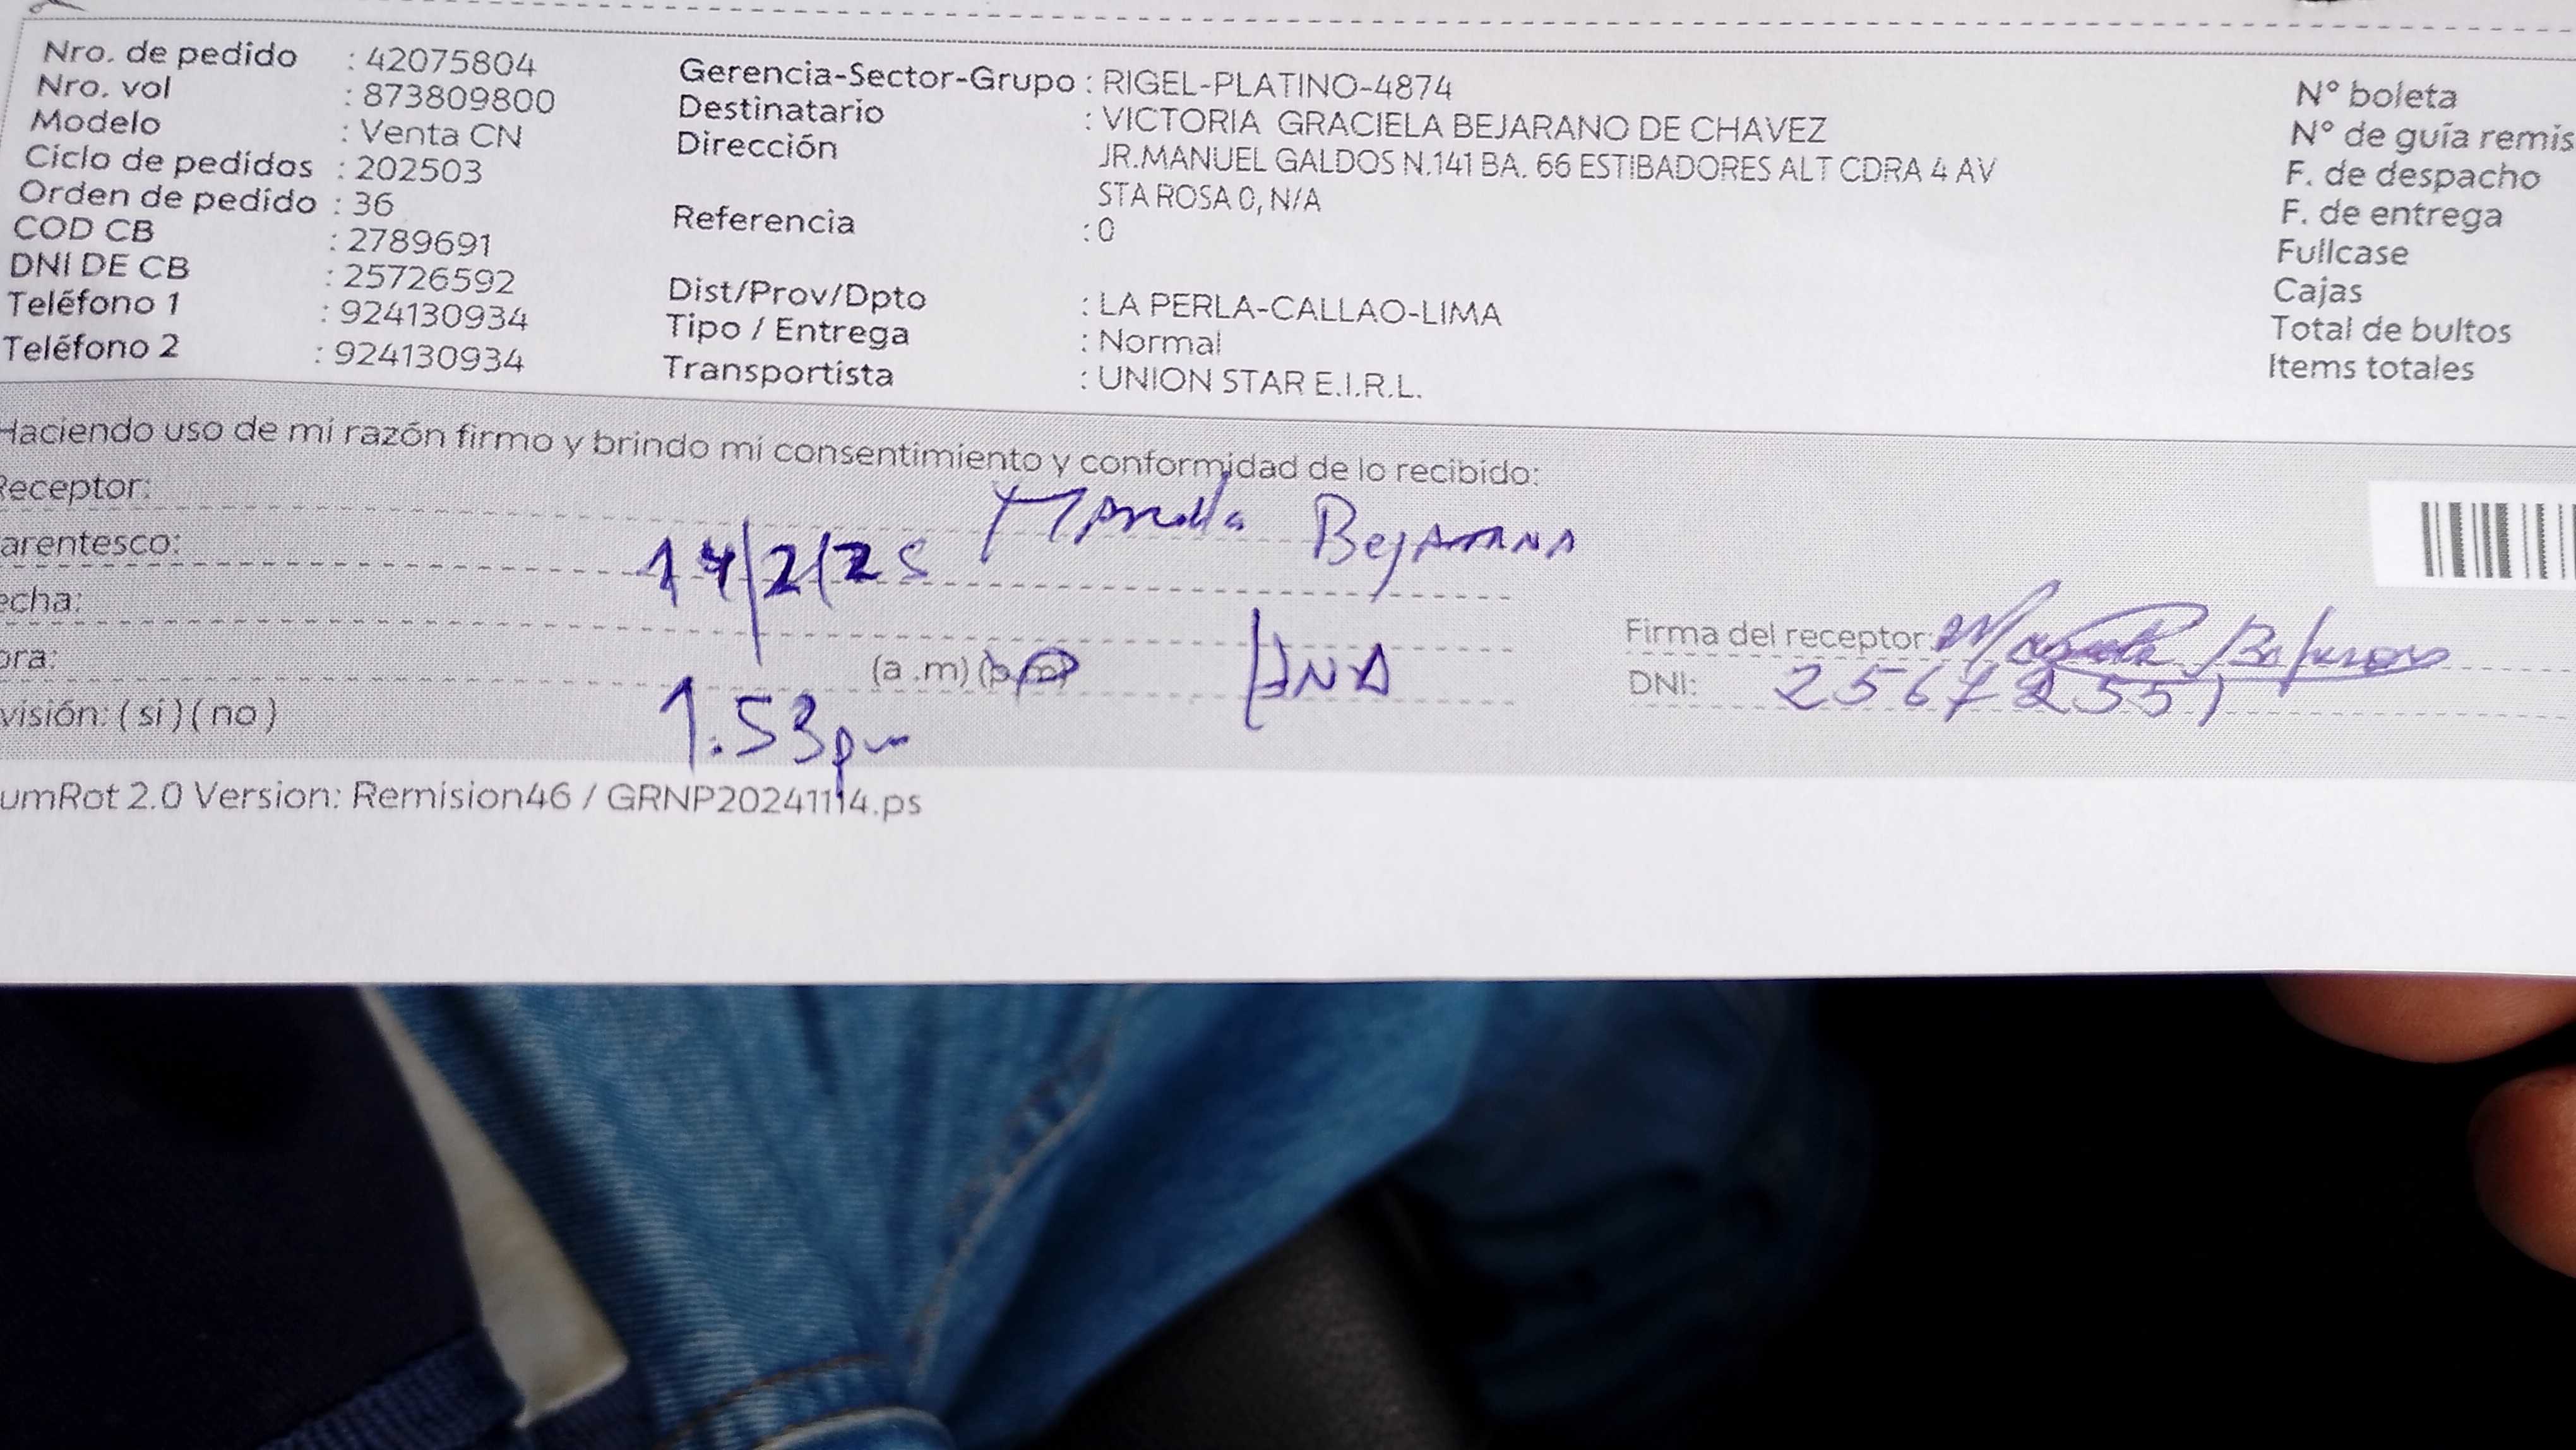 Nro. de pedido : 42075804
Nro. vol : 873809800
Modelo : Venta CN
Ciclo de pedidos : 202503
Orden de pedido : 36
COD CB : 2789691
DNI DE CB : 25726592
Teléfono 1 : 924130934
Teléfono 2 : 924130934
Gerencia-Sector-Grupo : RIGEL-PLATINO-4874
Destinatario : VICTORIA GRACIELA BEJARANO DE CHAVEZ
Dirección JR.MANUEL GALDOS N.141 BA. 66 ESTIBADORES ALT CDRA 4 AV
STA ROSA 0, N/A
Referencia : 0
Dist/Prov/Dpto : LA PERLA-CALLAO-LIMA
Tipo / Entrega : Normal
Transportista : UNION STAR E.I.R.L.
N° boleta
N° de guía remis
F. de despacho
F. de entrega
Fullcase
Cajas
Total de bultos
Items totales
Haciendo uso de mi razón firmo y brindo mi consentimiento y conformidad de lo recibido:
Receptor: Bejarano
arentesco: 14/2/25
echa:
ora: (a.m) (p.m)
visión: ( si ) ( no ) 1.53pm
Firma del receptor:
DNI:
umRot 2.0 Version: Remision46 / GRNP20241114.ps